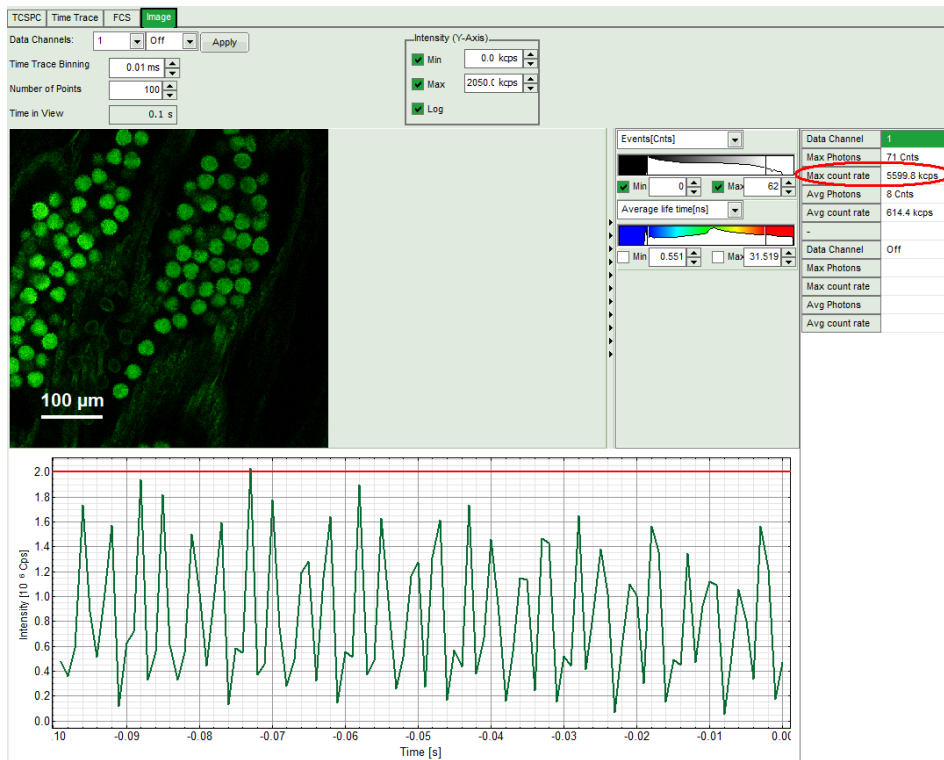 TCSPC Time Trace FCS Image
Data Channels: 1 Off Apply
Time Trace Binning 0.01 ms
Number of Points 100
Time in View 0.1 s
Intensity (Y-Axis)
Min 0.0 kcps
Max 2050.( kcps
Log
100 µm
Events[Cnts]
Min 0 Max 62
Average life time[ns]
Min 0.551 Max 31.519
Data Channel 1
Max Photons 71 Cnts
Max count rate 5599.8 kcps
Avg Photons 8 Cnts
Avg count rate 614.4 kcps
-
Data Channel Off
Max Photons
Max count rate
Avg Photons
Avg count rate
Intensity [10 6 Cps]
2.0
1.8
1.6
1.4
1.2
1.0
0.8
0.6
0.4
0.2
0.0
.10 -0.09 -0.08 -0.07 -0.06 -0.05 -0.04 -0.03 -0.02 -0.01 0.0(
Time [s]